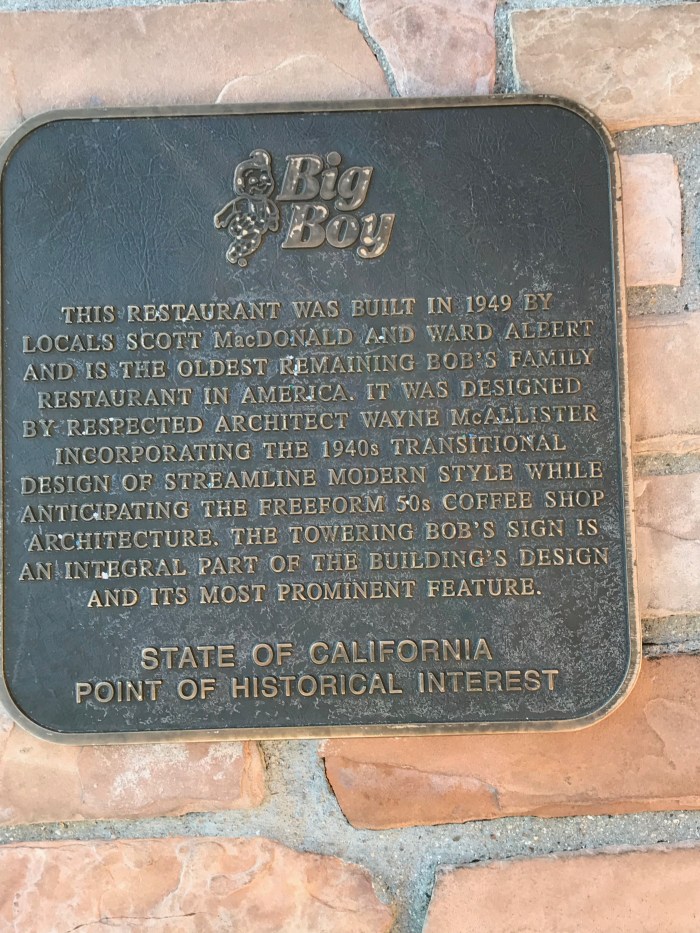 Big
Boy
THIS RESTAURANT WAS BUILT IN 1949 BY
LOCALS SCOTT MacDONALD AND WARD ALBERT
AND IS THE OLDEST REMAINING BOB'S FAMILY
RESTAURANT IN AMERICA. IT WAS DESIGNED
BY RESPECTED ARCHITECT WAYNE McALLISTER
INCORPORATING THE 1940s TRANSITIONAL
DESIGN OF STREAMLINE MODERN STYLE WHILE
ANTICIPATING THE FREEFORM 50s COFFEE SHOP
ARCHITECTURE. THE TOWERING BOB'S SIGN IS
AN INTEGRAL PART OF THE BUILDING'S DESIGN
AND ITS MOST PROMINENT FEATURE.
STATE OF CALIFORNIA
POINT OF HISTORICAL INTEREST